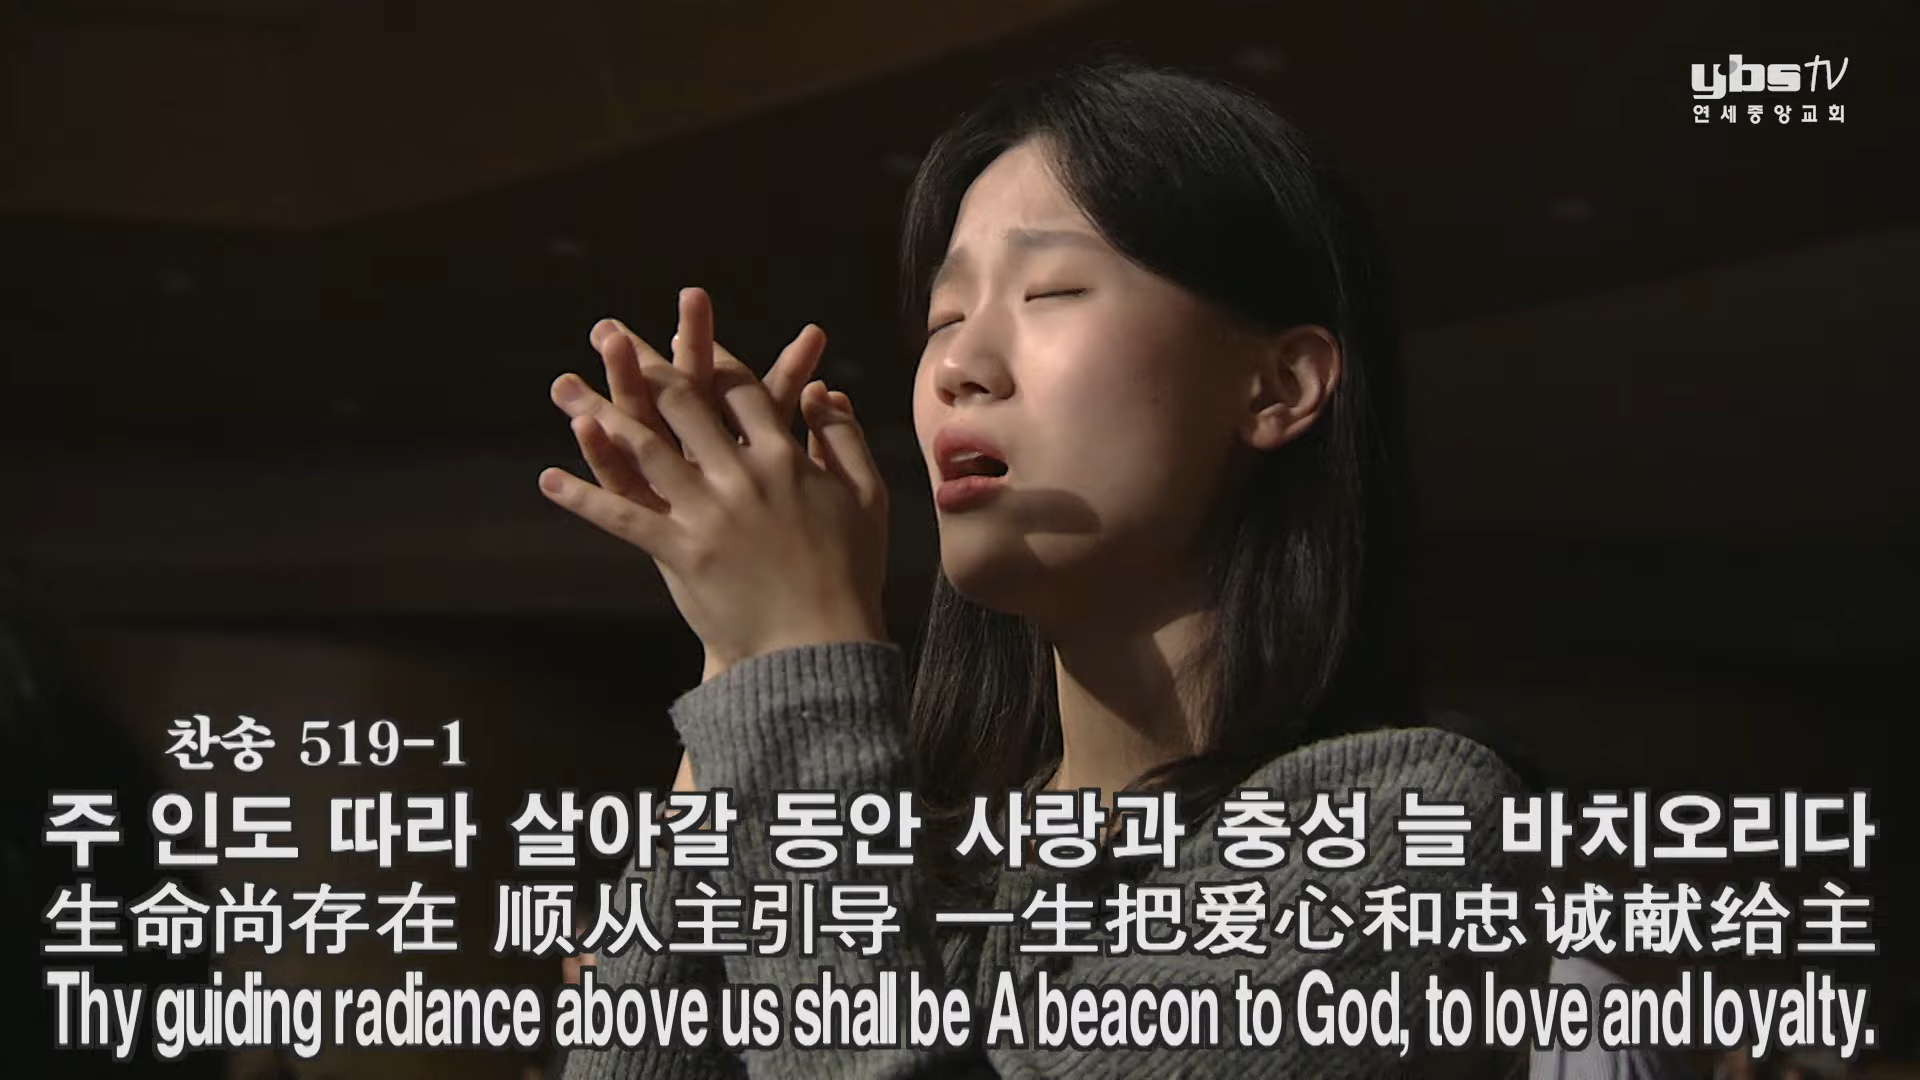 ybstv
연세중앙교회
찬송 519-1
주 인도 따라 살아갈 동안 사랑과 충성 늘 바치오리다
生命尚存在 顺从主引导 一生把爱心和忠诚献给主
Thy guiding radiance above us shall be A beacon to God, to love and loyalty.